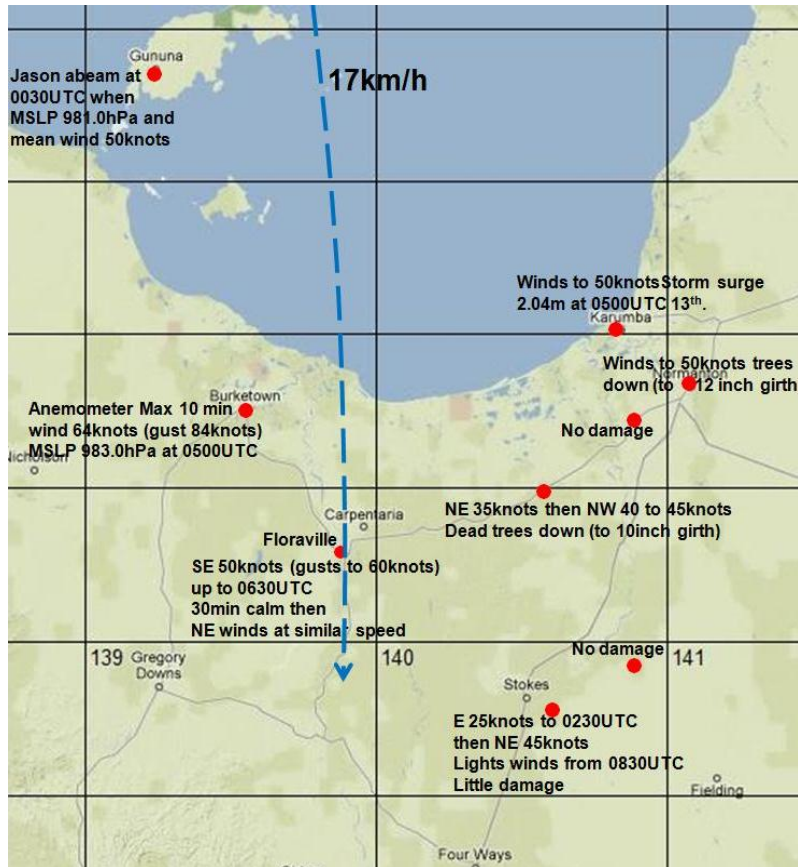 Gununa
Jason abeam at
0030UTC when
MSLP 981.0hPa and
mean wind 50knots
17km/h
Winds to 50knotsStorm surge
2.04m at 0500UTC 13th.
Karumba
Winds to 50knots trees
Normanton
down (to 12 inch girth
No damage
Burketown
Anemometer Max 10 min
wind 64knots (gust 84knots)
MSLP 983.0hPa at 0500UTC
Nicholson
NE 35knots then NW 40 to 45knots
Dead trees down (to 10inch girth)
Carpentaria
Floraville
SE 50knots (gusts to 60knots)
up to 0630UTC
30min calm then
NE winds at similar speed
139
140
141
Gregory
Downs
No damage
Stokes
E 25knots to 0230UTC
then NE 45knots
Lights winds from 0830UTC
Little damage
Fielding
Four Ways